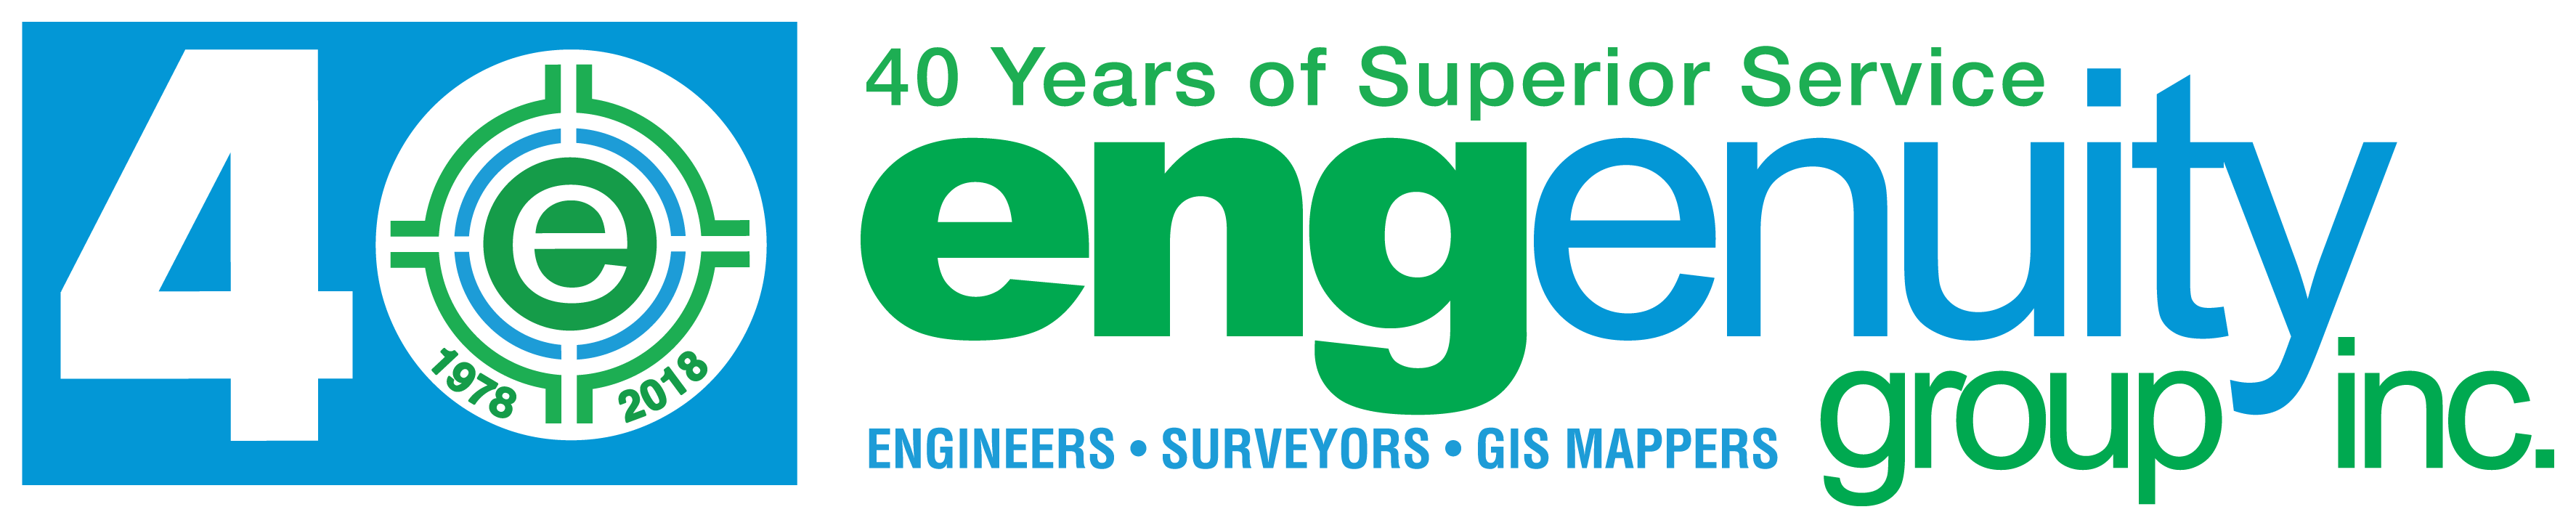 40
e
1978 2018
40 Years of Superior Service
engenuity
group inc.
ENGINEERS • SURVEYORS • GIS MAPPERS